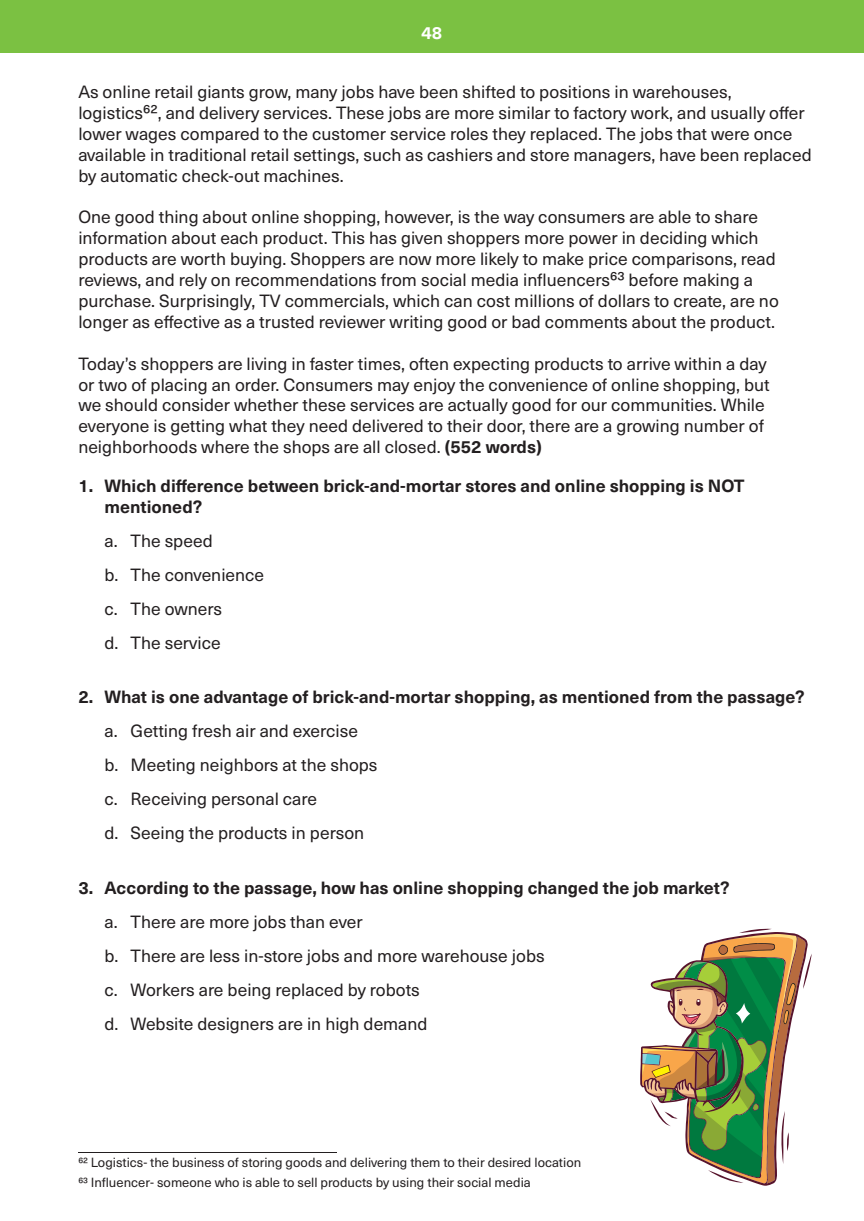 48
As online retail giants grow, many jobs have been shifted to positions in warehouses,
logistics⁶², and delivery services. These jobs are more similar to factory work, and usually offer
lower wages compared to the customer service roles they replaced. The jobs that were once
available in traditional retail settings, such as cashiers and store managers, have been replaced
by automatic check-out machines.
One good thing about online shopping, however, is the way consumers are able to share
information about each product. This has given shoppers more power in deciding which
products are worth buying. Shoppers are now more likely to make price comparisons, read
reviews, and rely on recommendations from social media influencers⁶³ before making a
purchase. Surprisingly, TV commercials, which can cost millions of dollars to create, are no
longer as effective as a trusted reviewer writing good or bad comments about the product.
Today’s shoppers are living in faster times, often expecting products to arrive within a day
or two of placing an order. Consumers may enjoy the convenience of online shopping, but
we should consider whether these services are actually good for our communities. While
everyone is getting what they need delivered to their door, there are a growing number of
neighborhoods where the shops are all closed. (552 words)
1. Which difference between brick-and-mortar stores and online shopping is NOT
mentioned?
a. The speed
b. The convenience
c. The owners
d. The service
2. What is one advantage of brick-and-mortar shopping, as mentioned from the passage?
a. Getting fresh air and exercise
b. Meeting neighbors at the shops
c. Receiving personal care
d. Seeing the products in person
3. According to the passage, how has online shopping changed the job market?
a. There are more jobs than ever
b. There are less in-store jobs and more warehouse jobs
c. Workers are being replaced by robots
d. Website designers are in high demand
⁶² Logistics- the business of storing goods and delivering them to their desired location
⁶³ Influencer- someone who is able to sell products by using their social media